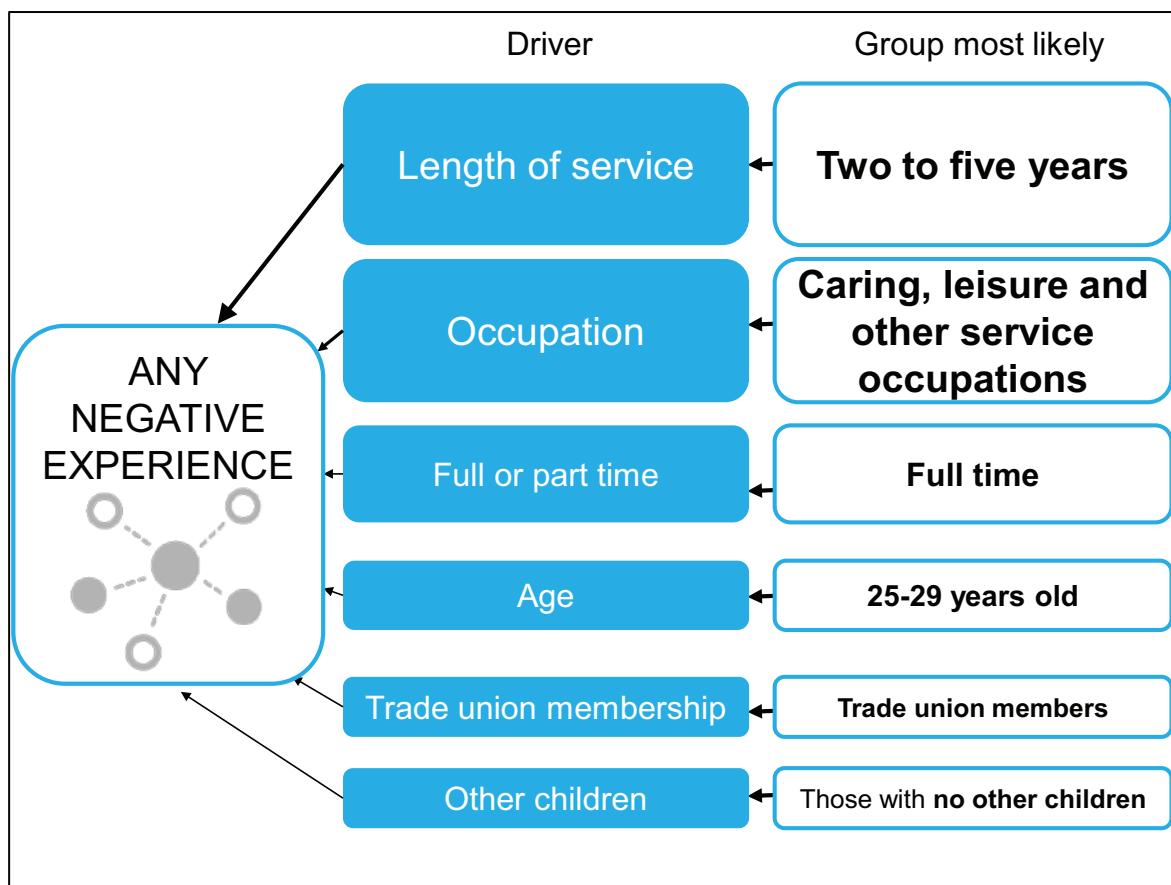 Driver
Group most likely
Length of service
Two to five years
Occupation
Caring, leisure and
other service
occupations
ANY
NEGATIVE
EXPERIENCE
Full or part time
Full time
Age
25-29 years old
Trade union membership
Trade union members
Other children
Those with no other children